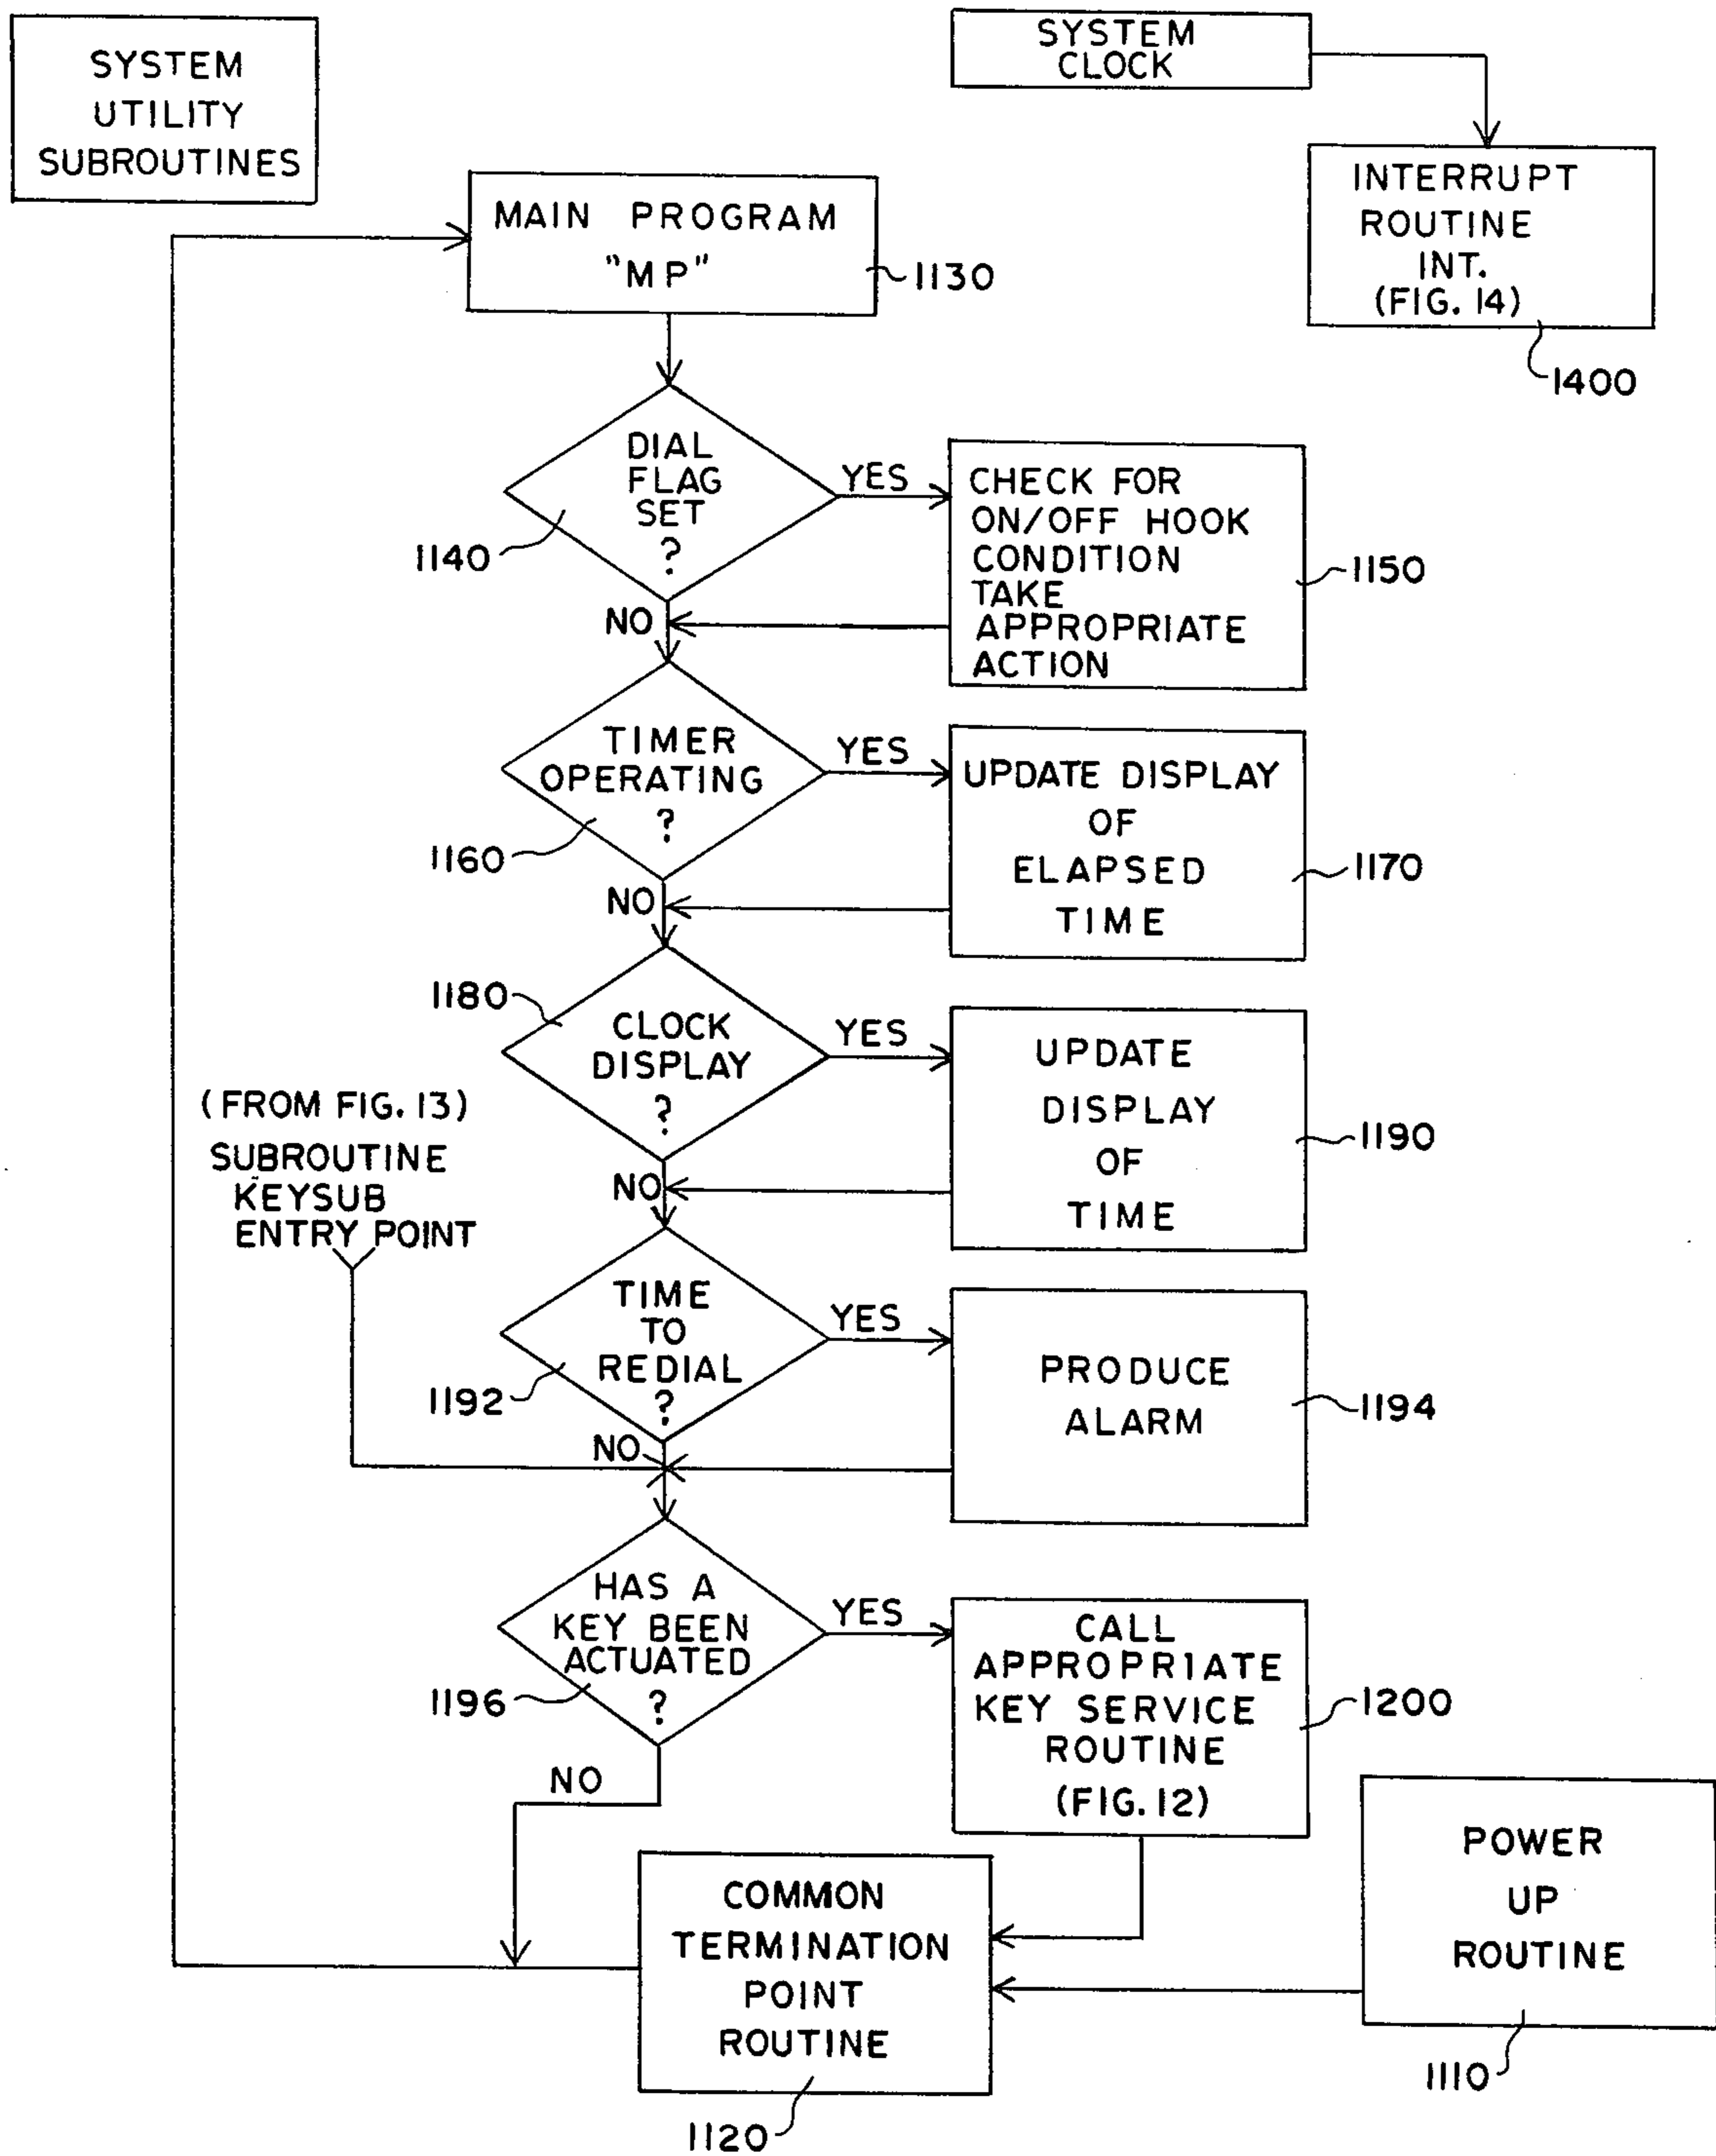 SYSTEM
UTILITY
SUBROUTINES
SYSTEM
CLOCK
INTERRUPT
ROUTINE
INT.
(FIG. 14)
1400
MAIN PROGRAM
"MP"
1130
DIAL
FLAG
SET
?
1140
YES
NO
CHECK FOR
ON/OFF HOOK
CONDITION
TAKE
APPROPRIATE
ACTION
1150
TIMER
OPERATING
?
1160
YES
NO
UPDATE DISPLAY
OF
ELAPSED
TIME
1170
1180
CLOCK
DISPLAY
?
YES
NO
UPDATE
DISPLAY
OF
TIME
1190
(FROM FIG. 13)
SUBROUTINE
KEYSUB
ENTRY POINT
TIME
TO
REDIAL
?
1192
YES
NO
PRODUCE
ALARM
1194
HAS A
KEY BEEN
ACTUATED
?
1196
YES
NO
CALL
APPROPRIATE
KEY SERVICE
ROUTINE
(FIG. 12)
1200
COMMON
TERMINATION
POINT
ROUTINE
1120
POWER
UP
ROUTINE
1110